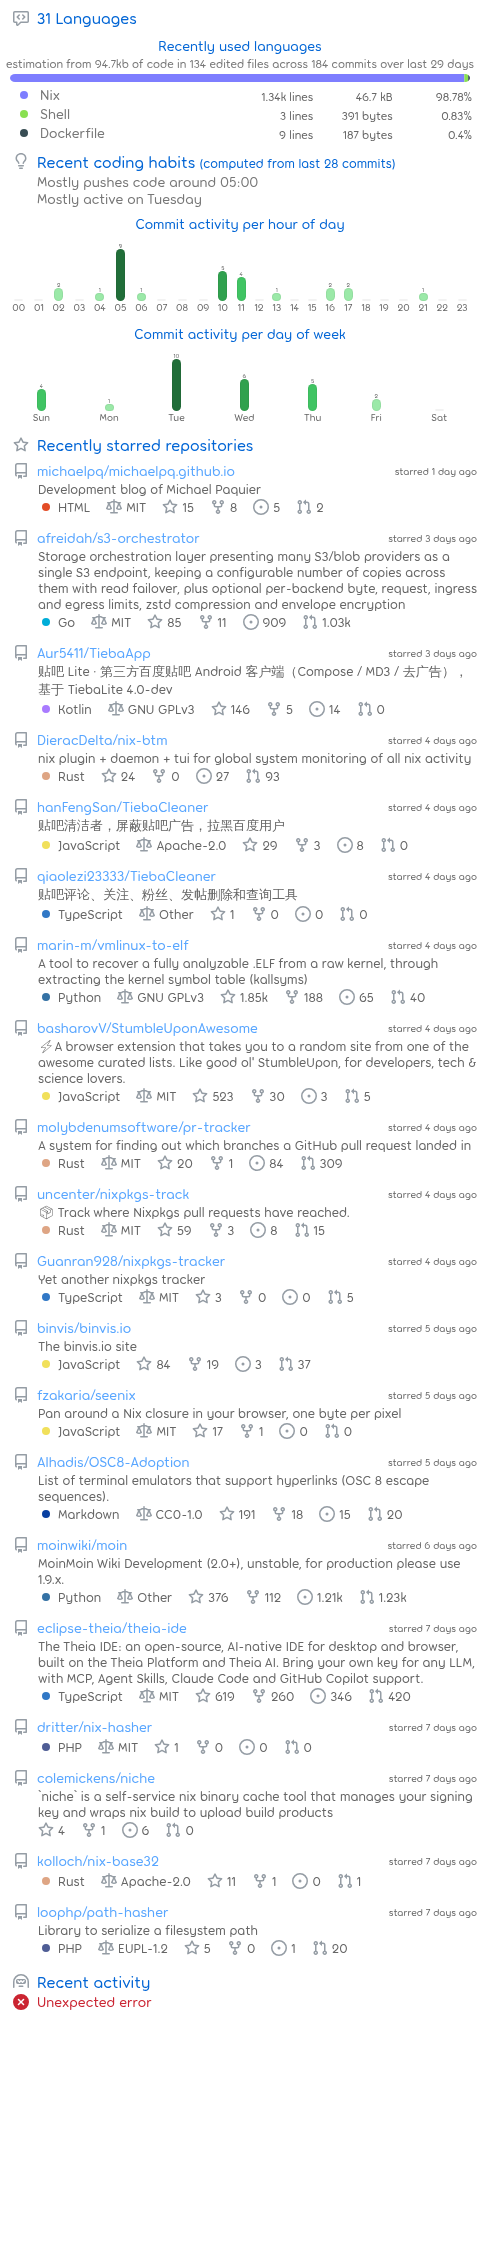 31 Languages
Recently used languages
estimation from 94.7kb of code in 134 edited files across 184 commits over last 29 days
Nix 1.34k lines 46.7 kB 98.78%
Shell 3 lines 391 bytes 0.83%
Dockerfile 9 lines 187 bytes 0.4%
Recent coding habits (computed from last 28 commits)
Mostly pushes code around 05:00
Mostly active on Tuesday
Commit activity per hour of day
2 1 9 1 5 4 1 2 2 1
00 01 02 03 04 05 06 07 08 09 10 11 12 13 14 15 16 17 18 19 20 21 22 23
Commit activity per day of week
4 1 10 6 5 2
Sun Mon Tue Wed Thu Fri Sat
Recently starred repositories
michaelpq/michaelpq.github.io starred 1 day ago
Development blog of Michael Paquier
HTML MIT 15 8 5 2
afreidah/s3-orchestrator starred 3 days ago
Storage orchestration layer presenting many S3/blob providers as a
single S3 endpoint, keeping a configurable number of copies across
them with read failover, plus optional per-backend byte, request, ingress
and egress limits, zstd compression and envelope encryption
Go MIT 85 11 909 1.03k
Aur5411/TiebaApp starred 3 days ago
贴吧 Lite · 第三方百度贴吧 Android 客户端（Compose / MD3 / 去广告），
基于 TiebaLite 4.0-dev
Kotlin GNU GPLv3 146 5 14 0
DieracDelta/nix-btm starred 4 days ago
nix plugin + daemon + tui for global system monitoring of all nix activity
Rust 24 0 27 93
hanFengSan/TiebaCleaner starred 4 days ago
贴吧清洁者，屏蔽贴吧广告，拉黑百度用户
JavaScript Apache-2.0 29 3 8 0
qiaolezi23333/TiebaCleaner starred 4 days ago
贴吧评论、关注、粉丝、发帖删除和查询工具
TypeScript Other 1 0 0 0
marin-m/vmlinux-to-elf starred 4 days ago
A tool to recover a fully analyzable .ELF from a raw kernel, through
extracting the kernel symbol table (kallsyms)
Python GNU GPLv3 1.85k 188 65 40
basharovV/StumbleUponAwesome starred 4 days ago
⚡️A browser extension that takes you to a random site from one of the
awesome curated lists. Like good ol' StumbleUpon, for developers, tech &
science lovers.
JavaScript MIT 523 30 3 5
molybdenumsoftware/pr-tracker starred 4 days ago
A system for finding out which branches a GitHub pull request landed in
Rust MIT 20 1 84 309
uncenter/nixpkgs-track starred 4 days ago
📦 Track where Nixpkgs pull requests have reached.
Rust MIT 59 3 8 15
Guanran928/nixpkgs-tracker starred 4 days ago
Yet another nixpkgs tracker
TypeScript MIT 3 0 0 5
binvis/binvis.io starred 5 days ago
The binvis.io site
JavaScript 84 19 3 37
fzakaria/seenix starred 5 days ago
Pan around a Nix closure in your browser, one byte per pixel
JavaScript MIT 17 1 0 0
Alhadis/OSC8-Adoption starred 5 days ago
List of terminal emulators that support hyperlinks (OSC 8 escape
sequences).
Markdown CC0-1.0 191 18 15 20
moinwiki/moin starred 6 days ago
MoinMoin Wiki Development (2.0+), unstable, for production please use
1.9.x.
Python Other 376 112 1.21k 1.23k
eclipse-theia/theia-ide starred 7 days ago
The Theia IDE: an open-source, AI-native IDE for desktop and browser,
built on the Theia Platform and Theia AI. Bring your own key for any LLM,
with MCP, Agent Skills, Claude Code and GitHub Copilot support.
TypeScript MIT 619 260 346 420
dritter/nix-hasher starred 7 days ago
PHP MIT 1 0 0 0
colemickens/niche starred 7 days ago
`niche` is a self-service nix binary cache tool that manages your signing
key and wraps nix build to upload build products
4 1 6 0
kolloch/nix-base32 starred 7 days ago
Rust Apache-2.0 11 1 0 1
loophp/path-hasher starred 7 days ago
Library to serialize a filesystem path
PHP EUPL-1.2 5 0 1 20
Recent activity
Unexpected error